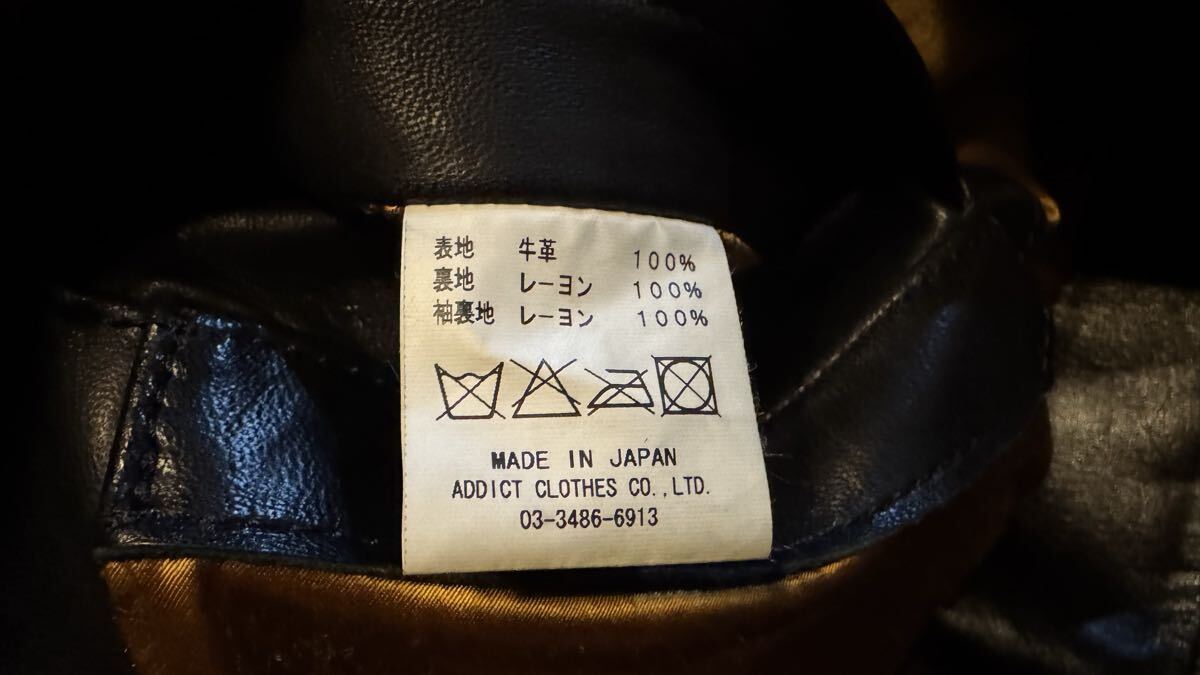 表地 牛革 100%
裏地 レーヨン 100%
袖裏地 レーヨン 100%
MADE IN JAPAN
ADDICT CLOTHES CO.,LTD.
03-3486-6913